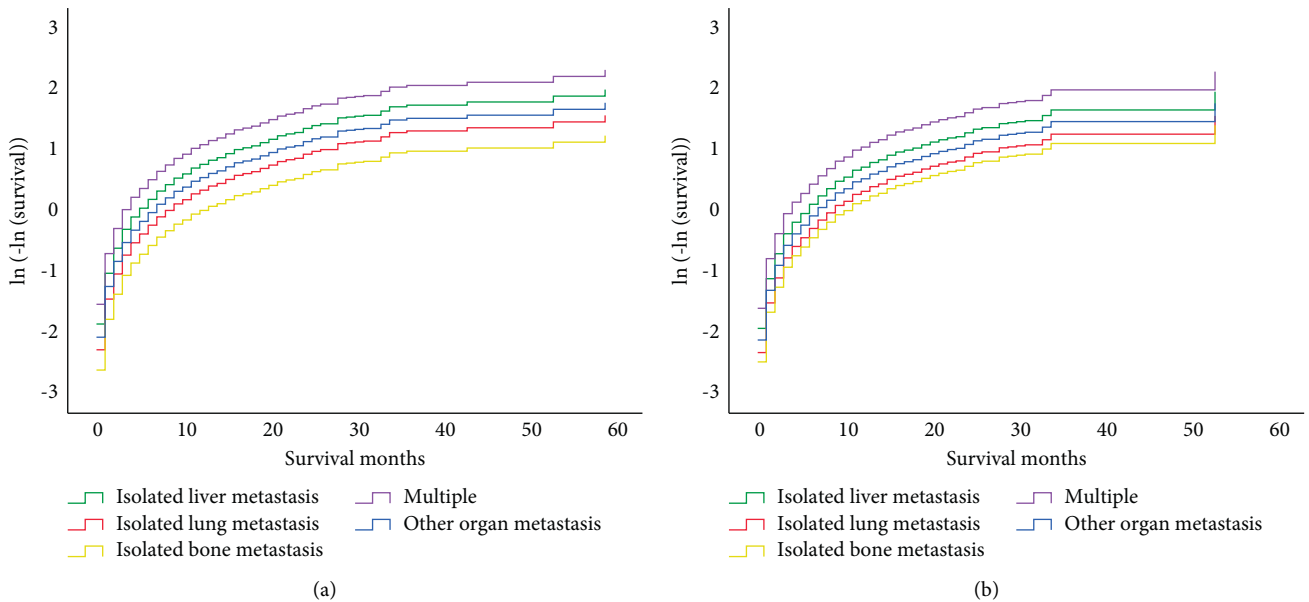 3
2
1
0
-1
-2
-3
ln (-ln (survival))
0 10 20 30 40 50 60
Survival months
Isolated liver metastasis Multiple
Isolated lung metastasis Other organ metastasis
Isolated bone metastasis
(a)
3
2
1
0
-1
-2
-3
ln (-ln (survival))
0 10 20 30 40 50 60
Survival months
Isolated liver metastasis Multiple
Isolated lung metastasis Other organ metastasis
Isolated bone metastasis
(b)